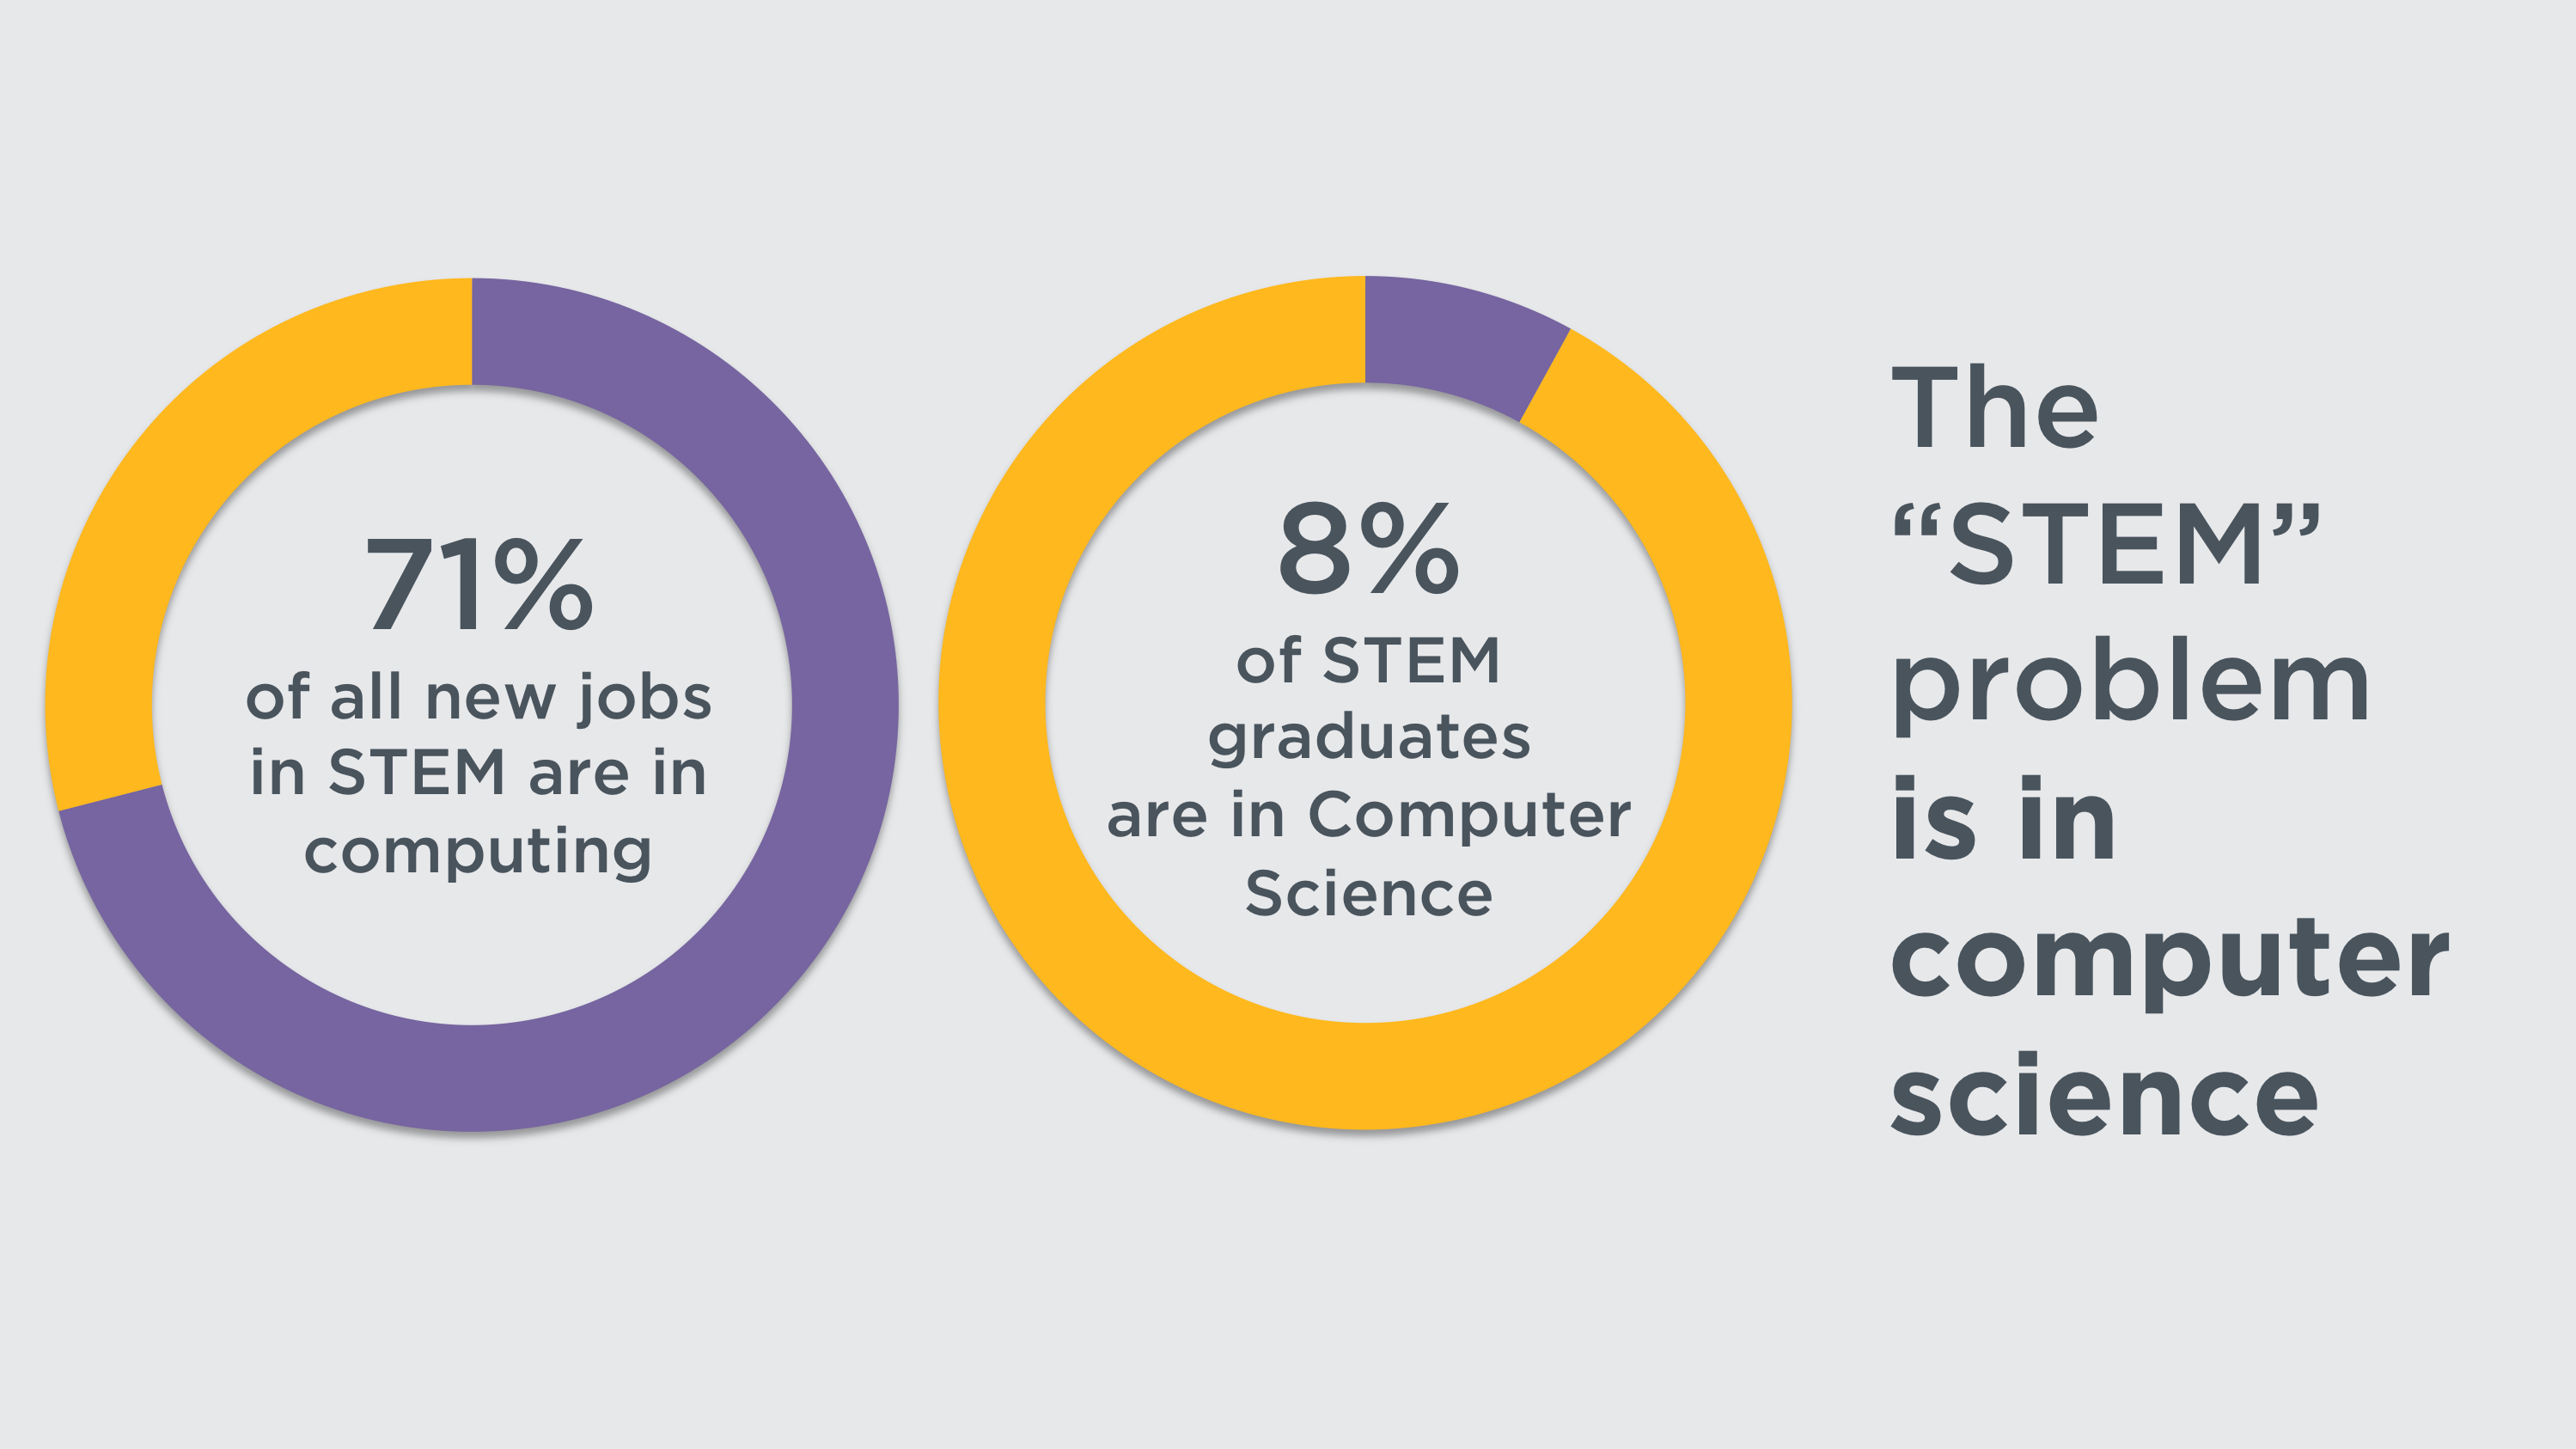 71%
of all new jobs
in STEM are in
computing
8%
of STEM
graduates
are in Computer
Science
The
“STEM”
problem
is in
computer
science